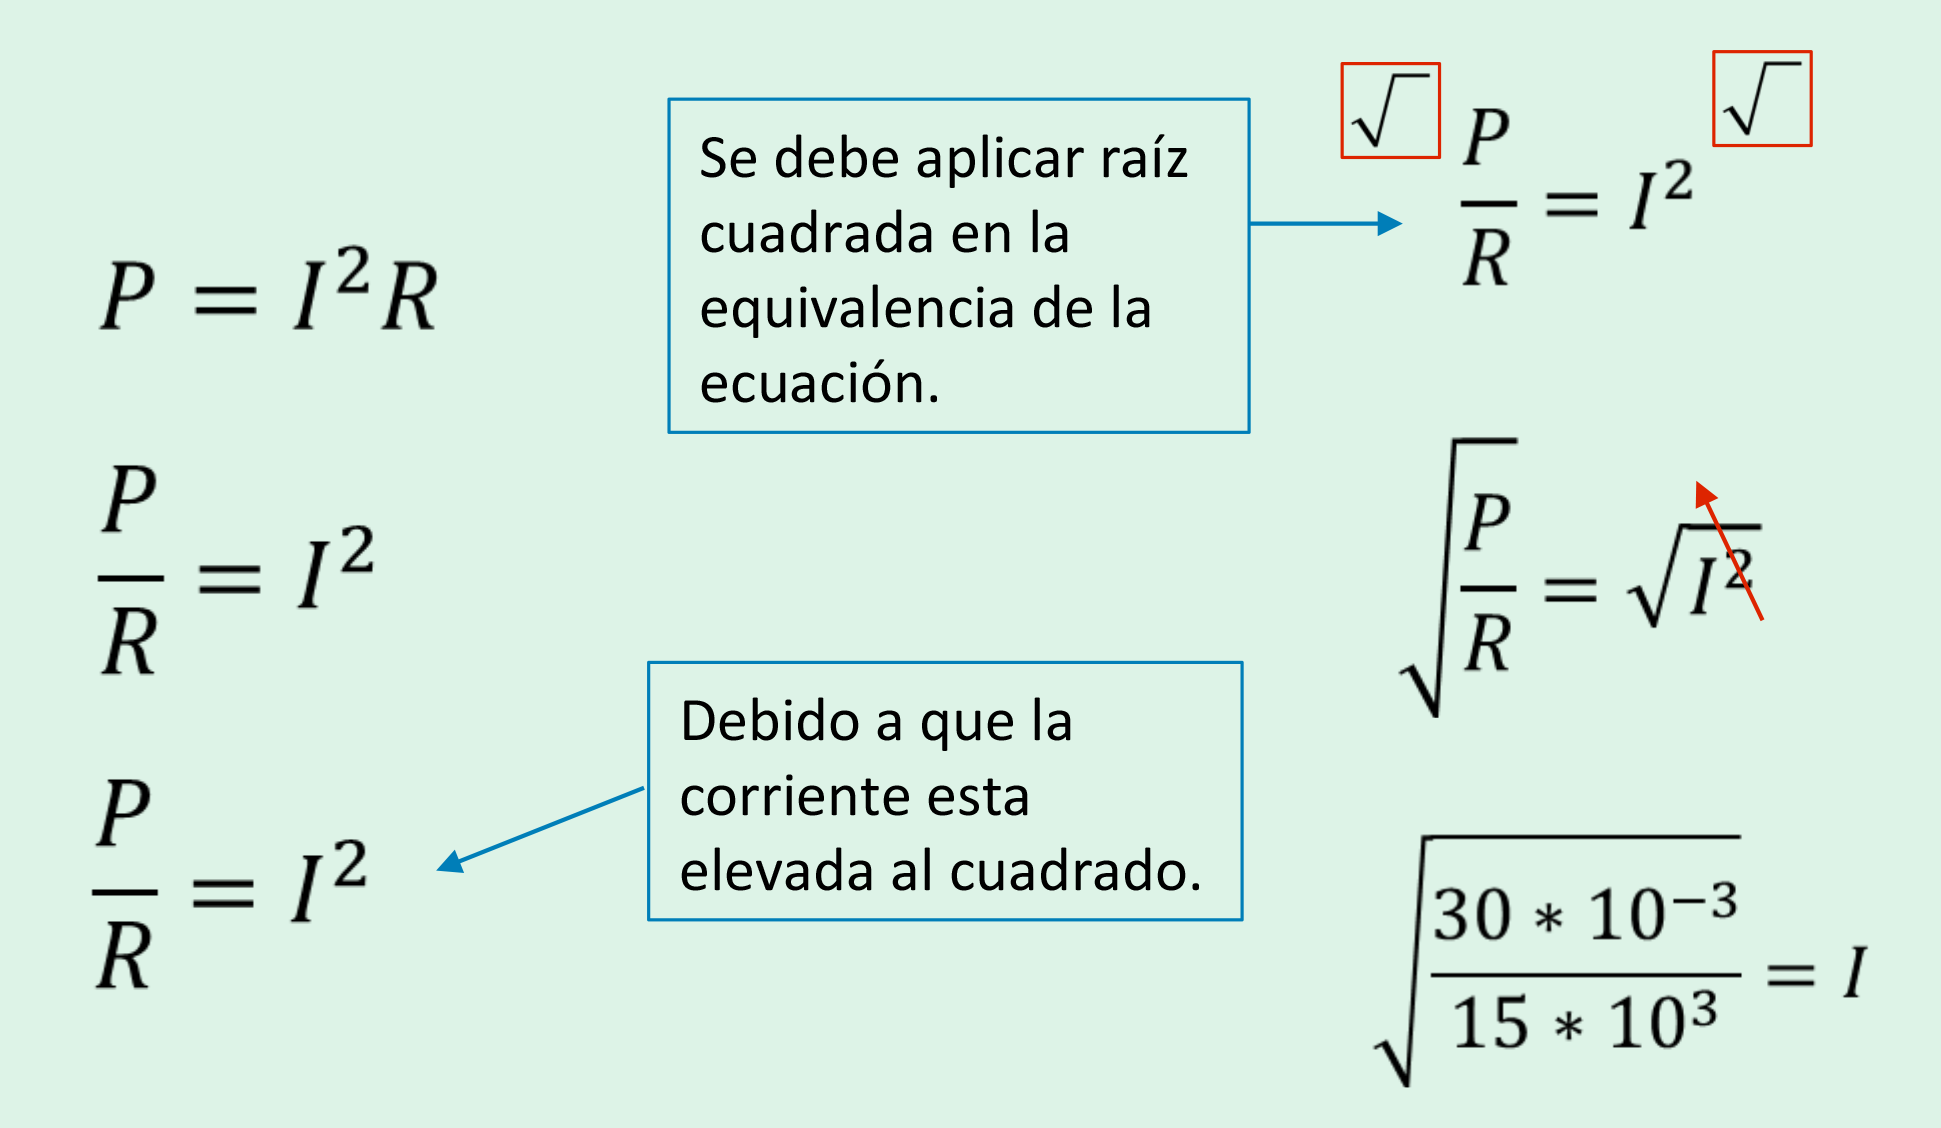 P = I²R
P/R = I²
P/R = I²
Se debe aplicar raíz
cuadrada en la
equivalencia de la
ecuación.
Debido a que la
corriente esta
elevada al cuadrado.
√ P/R = I² √
√(P/R) = √(I²)
√((30 * 10⁻³)/(15 * 10³)) = I